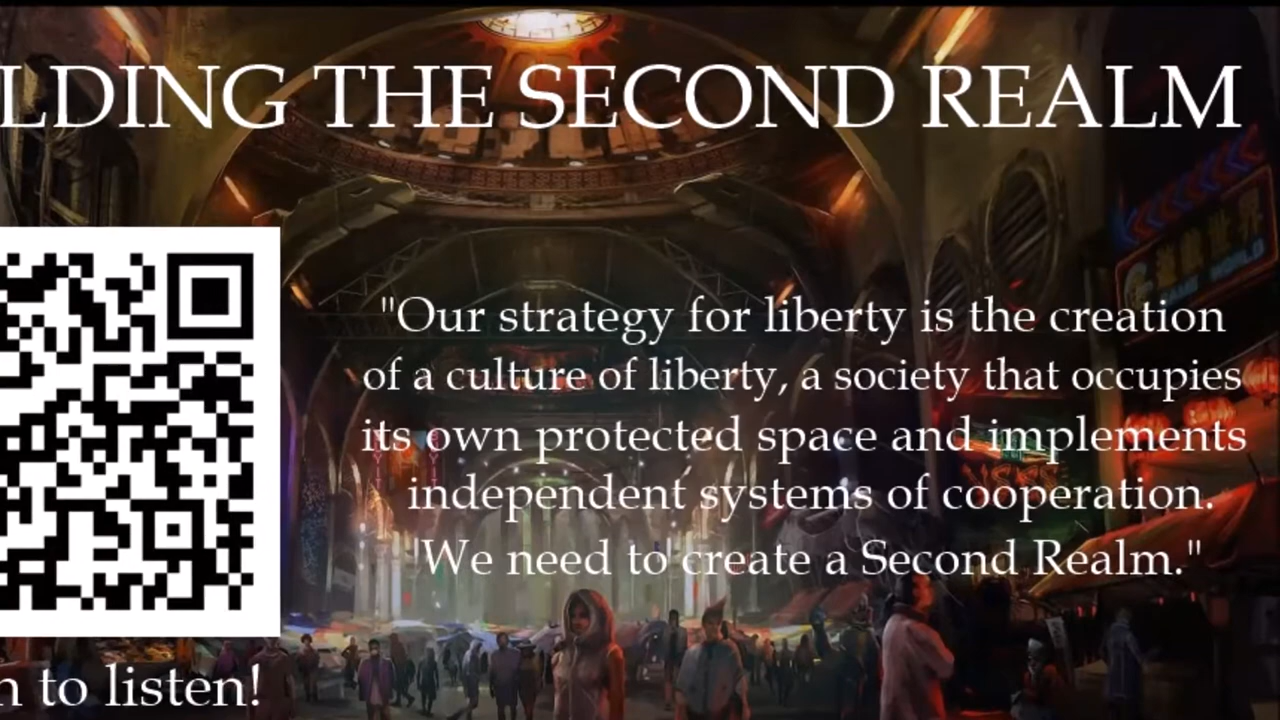 LDING THE SECOND REALM
"Our strategy for liberty is the creation
of a culture of liberty, a society that occupies
its own protected space and implements
independent systems of cooperation.
"We need to create a Second Realm."
n to listen!
WORLD